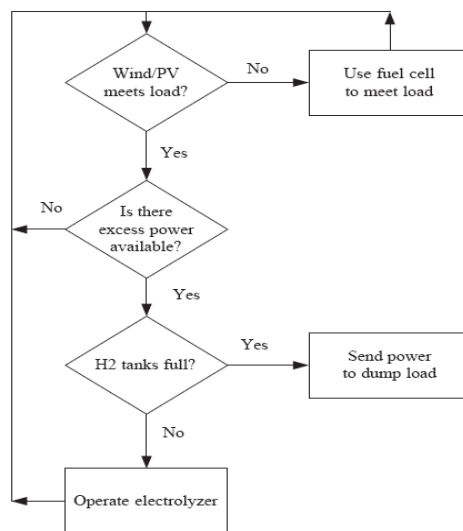 Wind/PV
meets load?
No
Use fuel cell
to meet load
Yes
No
Is there
excess power
available?
Yes
H2 tanks full?
Yes
Send power
to dump load
No
Operate electrolyzer